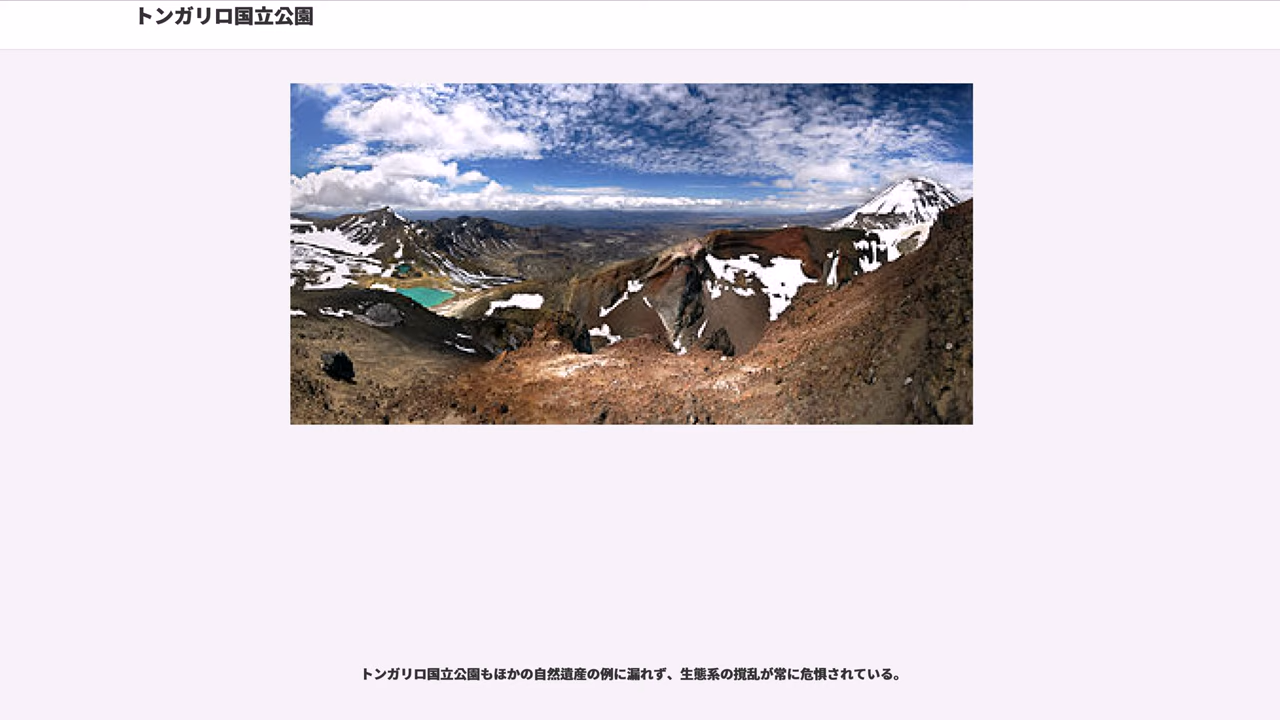 トンガリロ国立公園
トンガリロ国立公園もほかの自然遺産の例に漏れず、生態系の撹乱が常に危惧されている。